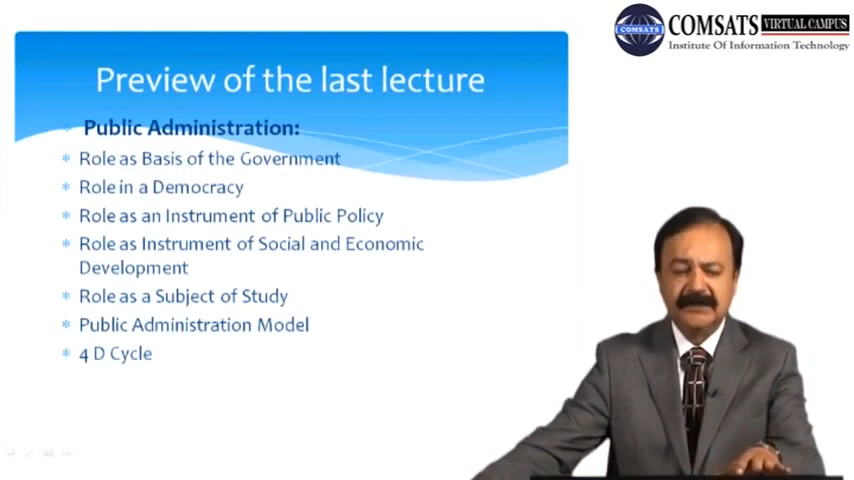 COMSATS VIRTUAL CAMPUS
COMSATS
Institute Of Information Technology
Preview of the last lecture
* Public Administration:
* Role as Basis of the Government
* Role in a Democracy
* Role as an Instrument of Public Policy
* Role as Instrument of Social and Economic
Development
* Role as a Subject of Study
* Public Administration Model
* 4 D Cycle